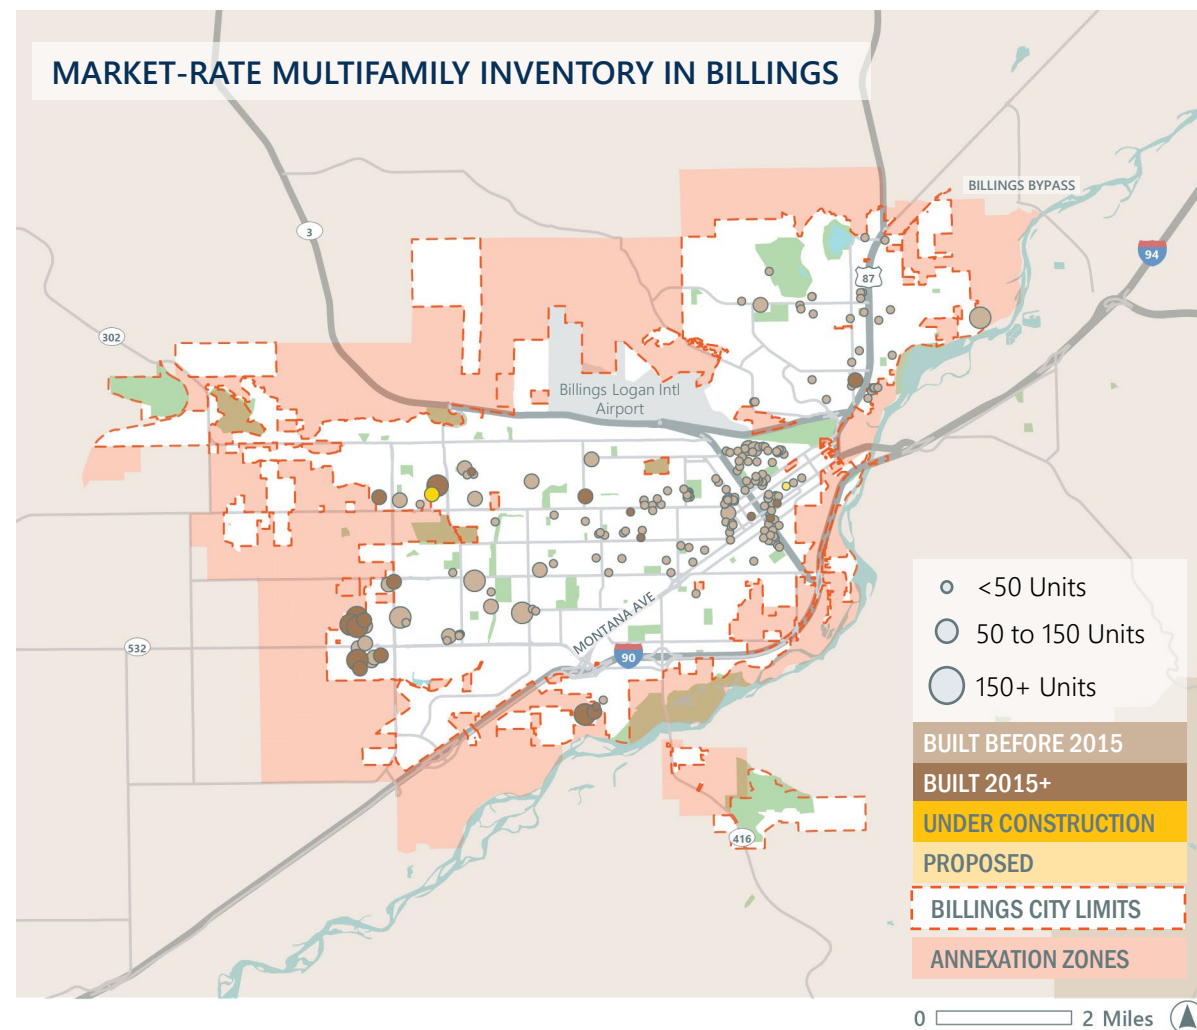 MARKET-RATE MULTIFAMILY INVENTORY IN BILLINGS
BILLINGS BYPASS
3
94
87
302
Billings Logan Intl
Airport
MONTANA AVE
532
90
416
<50 Units
50 to 150 Units
150+ Units
BUILT BEFORE 2015
BUILT 2015+
UNDER CONSTRUCTION
PROPOSED
BILLINGS CITY LIMITS
ANNEXATION ZONES
0 2 Miles